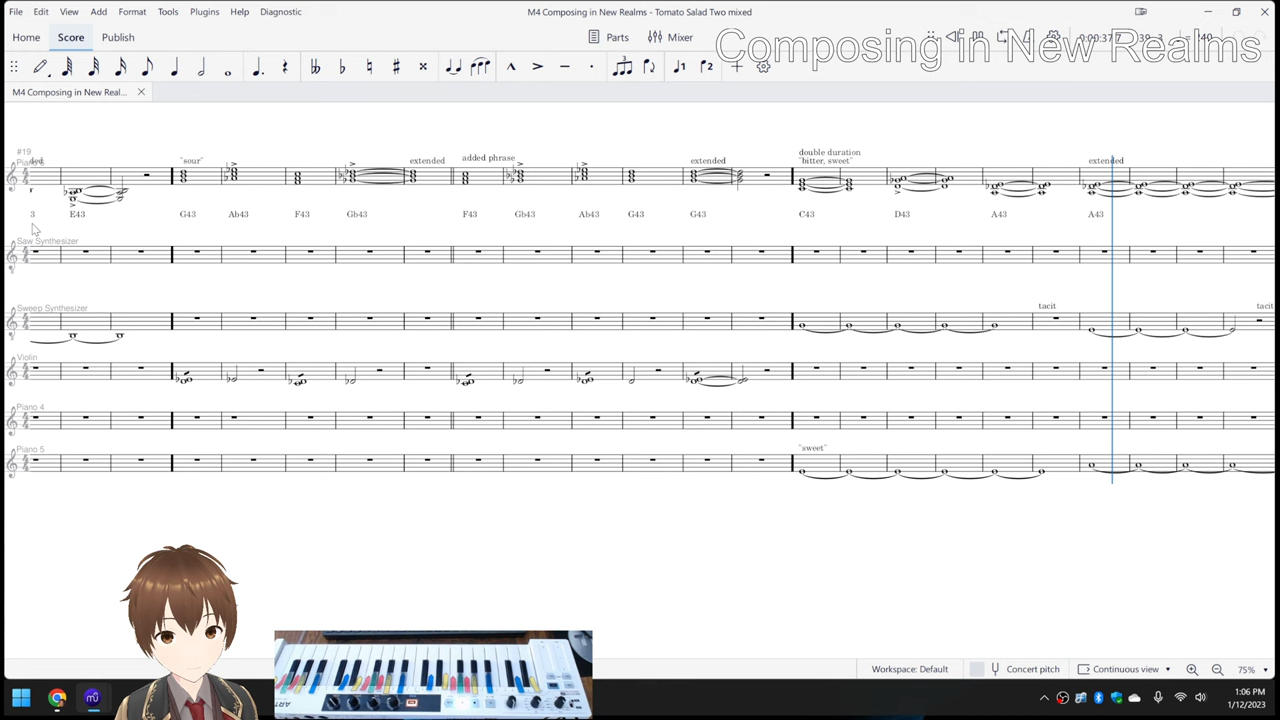 File Edit View Add Format Tools Plugins Help Diagnostic
M4 Composing in New Realms - Tomato Salad Two mixed
Home Score Publish
Parts Mixer
Composing in New Realms
M4 Composing in New Real...
#19
"sour" extended added phrase extended double duration
"bitter, sweet" extended
3 E43 G43 Ab43 F43 Gb43 F43 Gb43 Ab43 G43 G43 C43 D43 A43 A43
Saw Synthesizer
Sweep Synthesizer
tacit tacit
Violin
Piano 4
Piano 5
"sweet"
Workspace: Default Concert pitch Continuous view 75%
1:06 PM
1/12/2023